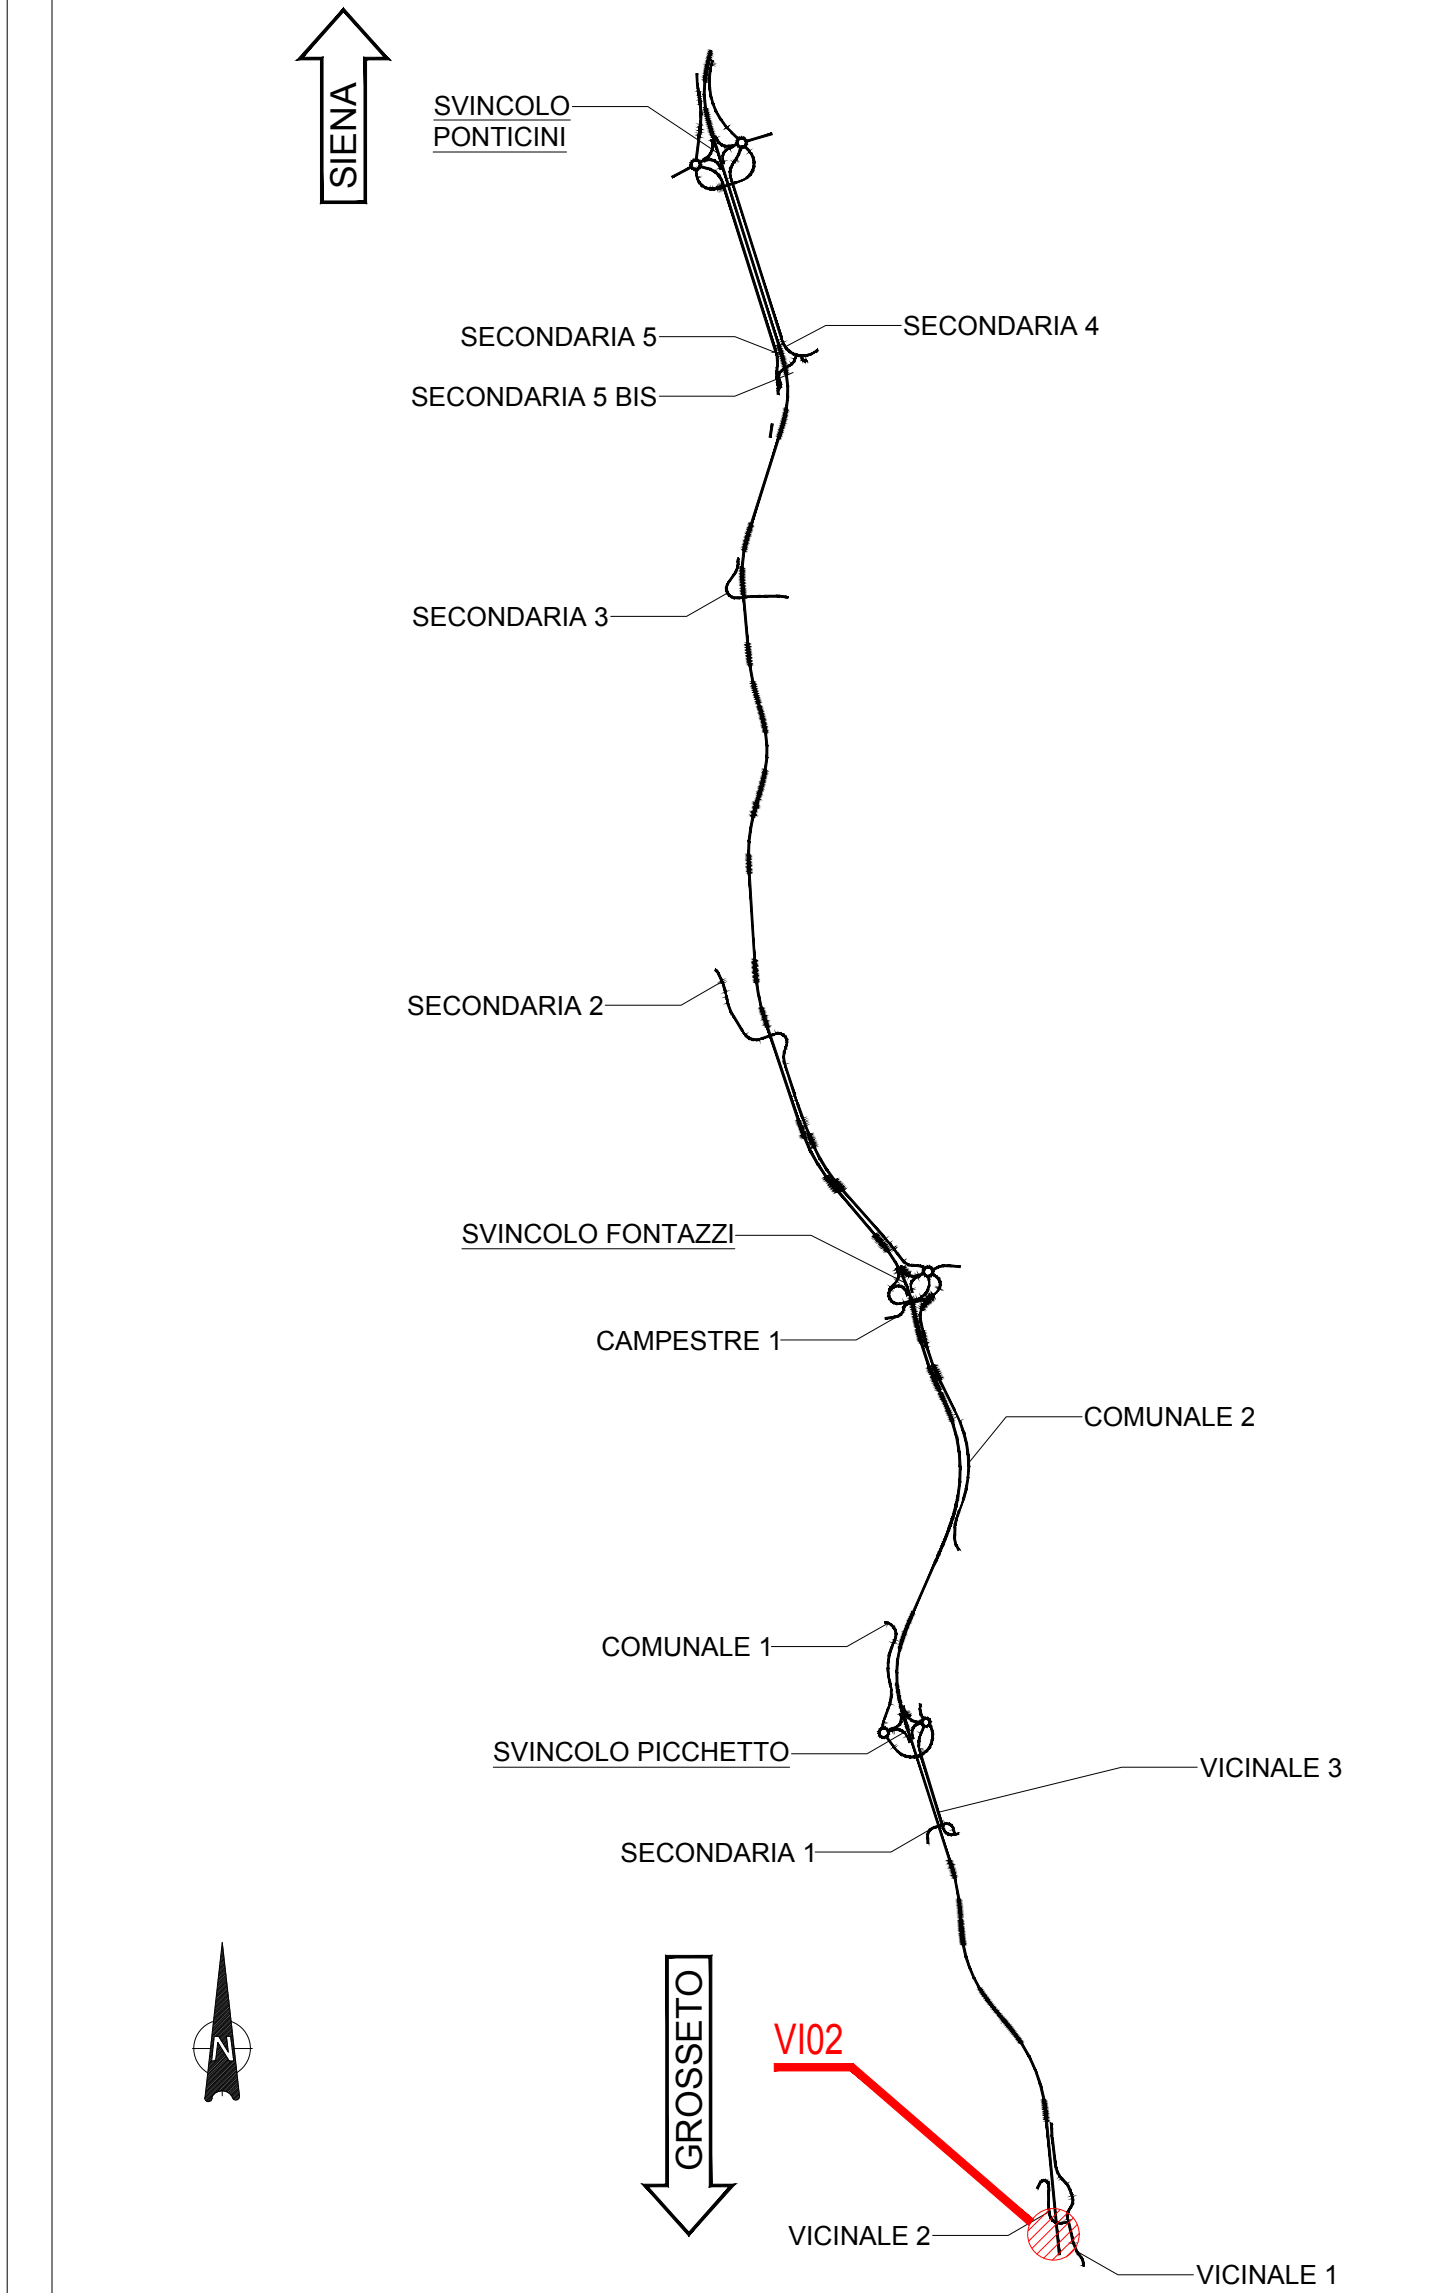 SIENA
SVINCOLO
PONTICINI
SECONDARIA 5
SECONDARIA 4
SECONDARIA 5 BIS
SECONDARIA 3
SECONDARIA 2
SVINCOLO FONTAZZI
CAMPESTRE 1
COMUNALE 2
COMUNALE 1
SVINCOLO PICCHETTO
VICINALE 3
SECONDARIA 1
N
GROSSETO
VI02
VICINALE 2
VICINALE 1